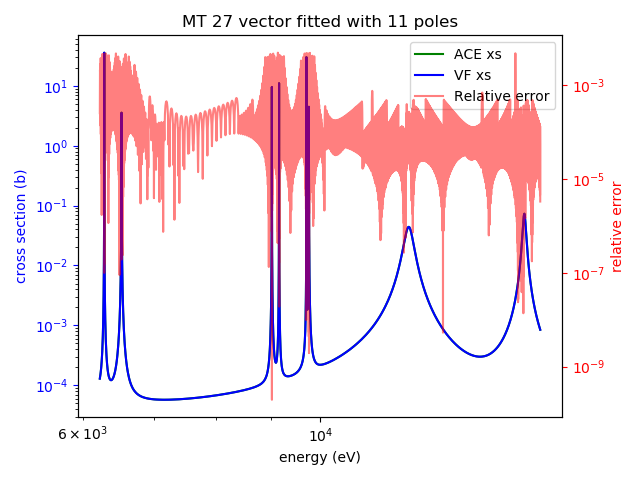 MT 27 vector fitted with 11 poles
ACE xs
VF xs
Relative error
cross section (b)
10¹
10⁰
10⁻¹
10⁻²
10⁻³
10⁻⁴
relative error
10⁻³
10⁻⁵
10⁻⁷
10⁻⁹
6 × 10³
10⁴
energy (eV)